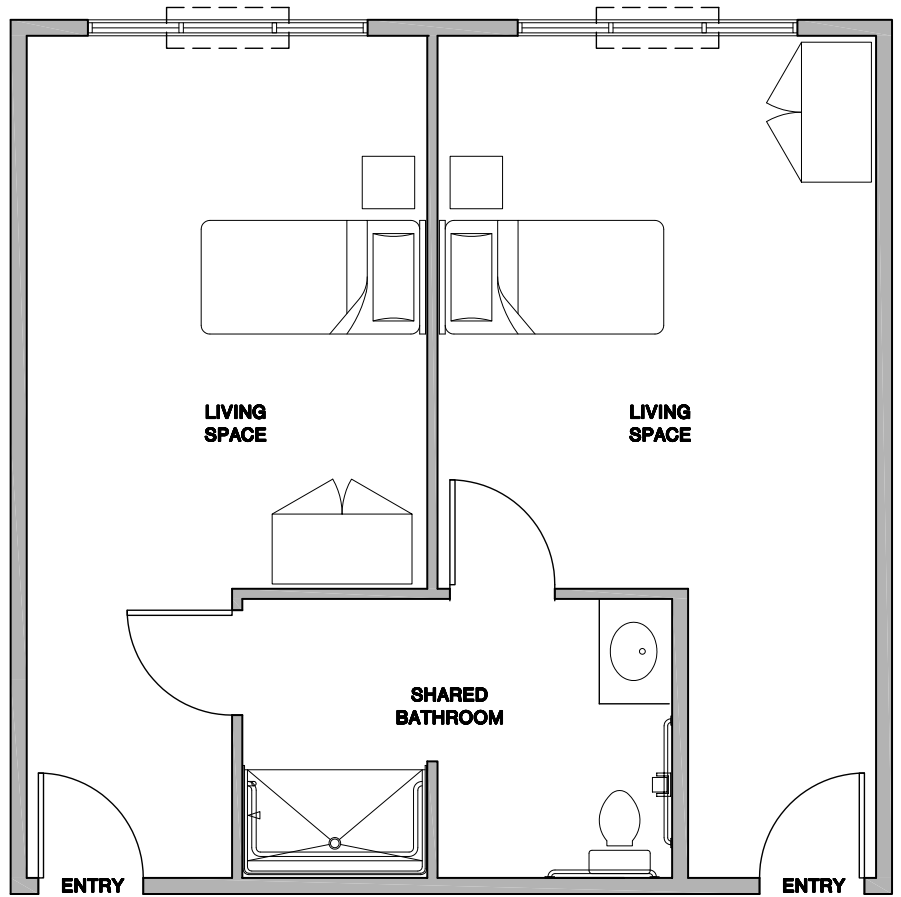 LIVING
SPACE
LIVING
SPACE
SHARED
BATHROOM
ENTRY
ENTRY